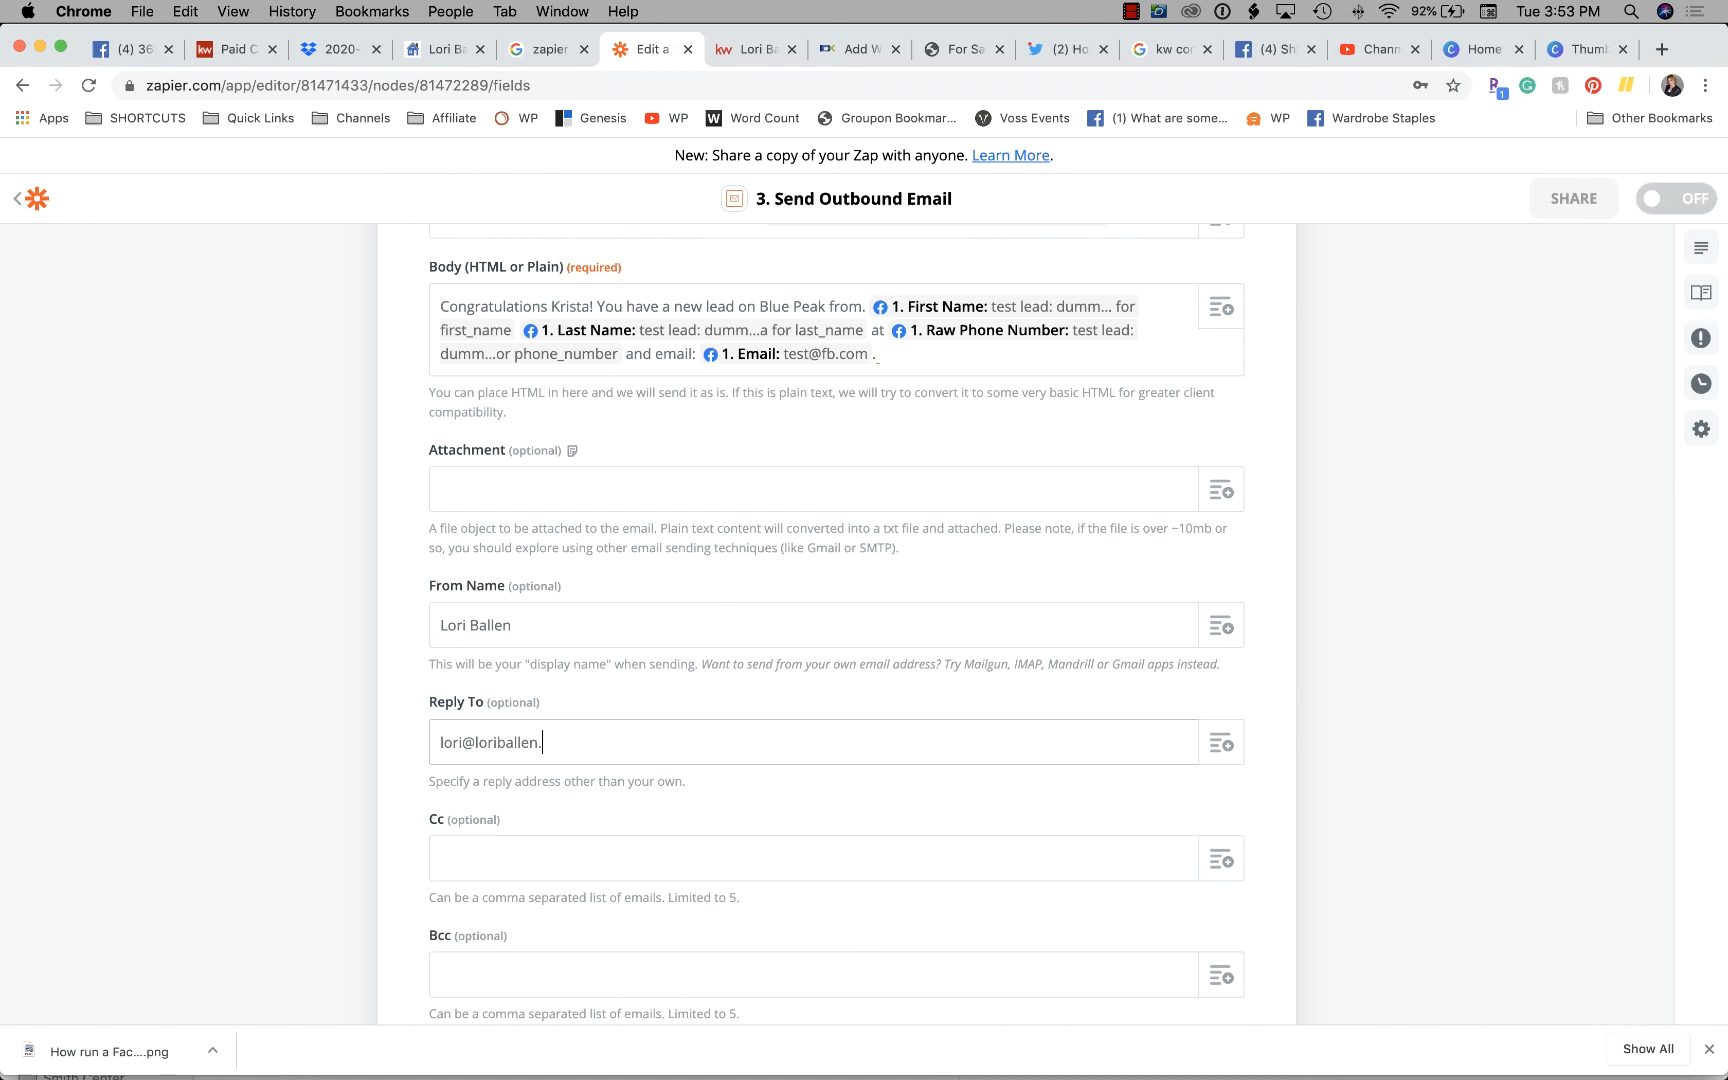 Chrome File Edit View History Bookmarks People Tab Window Help 92% Tue 3:53 PM
(4) 36 Paid C 2020- Lori Ba zapier Edit a Lori Ba Add W For Sa (2) Ho kw cor (4) Shi Chann Home Thumb
zapier.com/app/editor/81471433/nodes/81472289/fields
Apps SHORTCUTS Quick Links Channels Affiliate WP Genesis WP Word Count Groupon Bookmar... Voss Events (1) What are some... WP Wardrobe Staples Other Bookmarks
New: Share a copy of your Zap with anyone. Learn More.
3. Send Outbound Email SHARE OFF
Body (HTML or Plain) (required)
Congratulations Krista! You have a new lead on Blue Peak from. 1. First Name: test lead: dumm... for
first_name 1. Last Name: test lead: dumm...a for last_name at 1. Raw Phone Number: test lead:
dumm...or phone_number and email: 1. Email: test@fb.com .
You can place HTML in here and we will send it as is. If this is plain text, we will try to convert it to some very basic HTML for greater client
compatibility.
Attachment (optional)
A file object to be attached to the email. Plain text content will converted into a txt file and attached. Please note, if the file is over ~10mb or
so, you should explore using other email sending techniques (like Gmail or SMTP).
From Name (optional)
Lori Ballen
This will be your "display name" when sending. Want to send from your own email address? Try Mailgun, IMAP, Mandrill or Gmail apps instead.
Reply To (optional)
lori@loriballen.
Specify a reply address other than your own.
Cc (optional)
Can be a comma separated list of emails. Limited to 5.
Bcc (optional)
Can be a comma separated list of emails. Limited to 5.
How run a Fac....png Show All
Smith Center